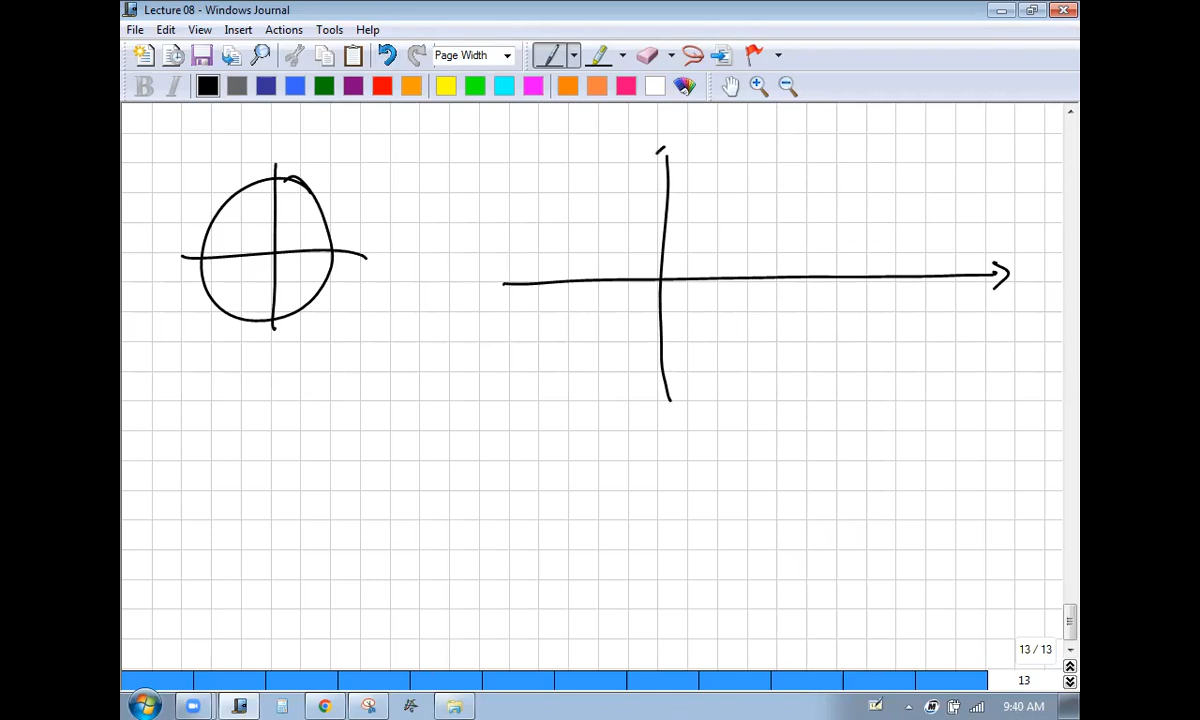 Lecture 08 - Windows Journal
File Edit View Insert Actions Tools Help
Page Width
B I
13 / 13
13
9:40 AM